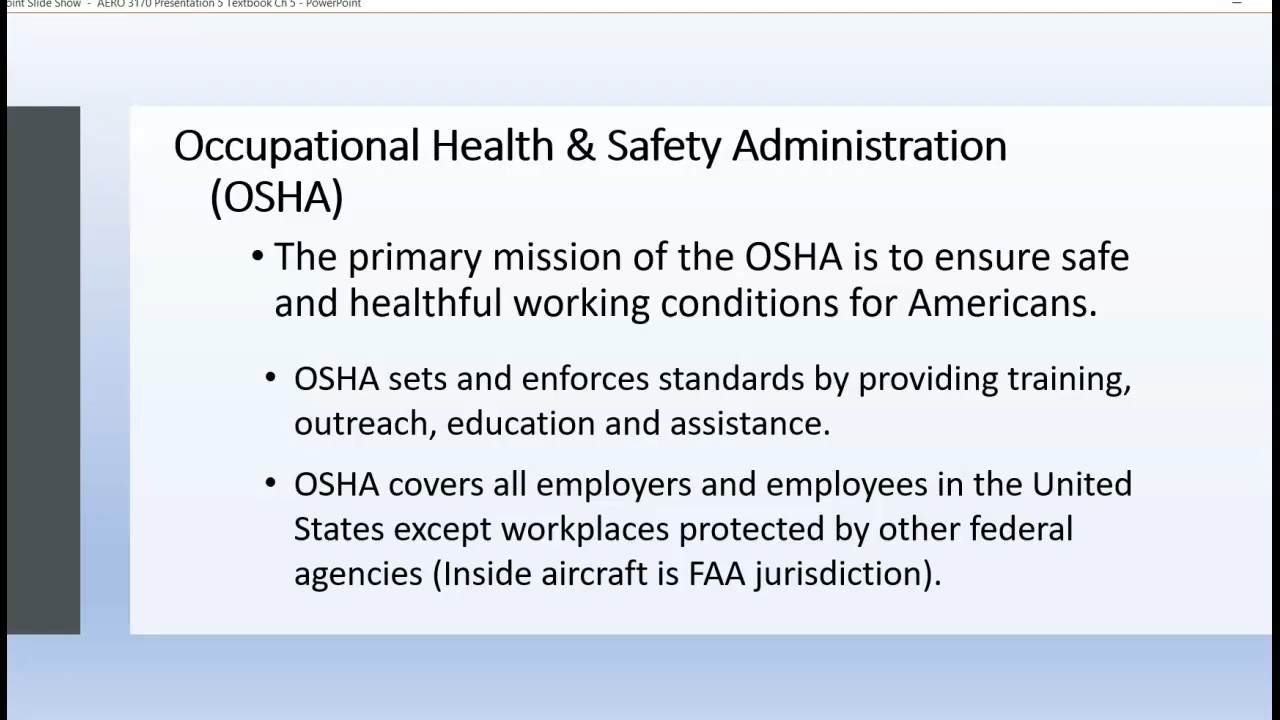 oint Slide Show - AERO 3170 Presentation 5 Textbook Ch 5 - PowerPoint
Occupational Health & Safety Administration
(OSHA)
• The primary mission of the OSHA is to ensure safe
and healthful working conditions for Americans.
• OSHA sets and enforces standards by providing training,
outreach, education and assistance.
• OSHA covers all employers and employees in the United
States except workplaces protected by other federal
agencies (Inside aircraft is FAA jurisdiction).